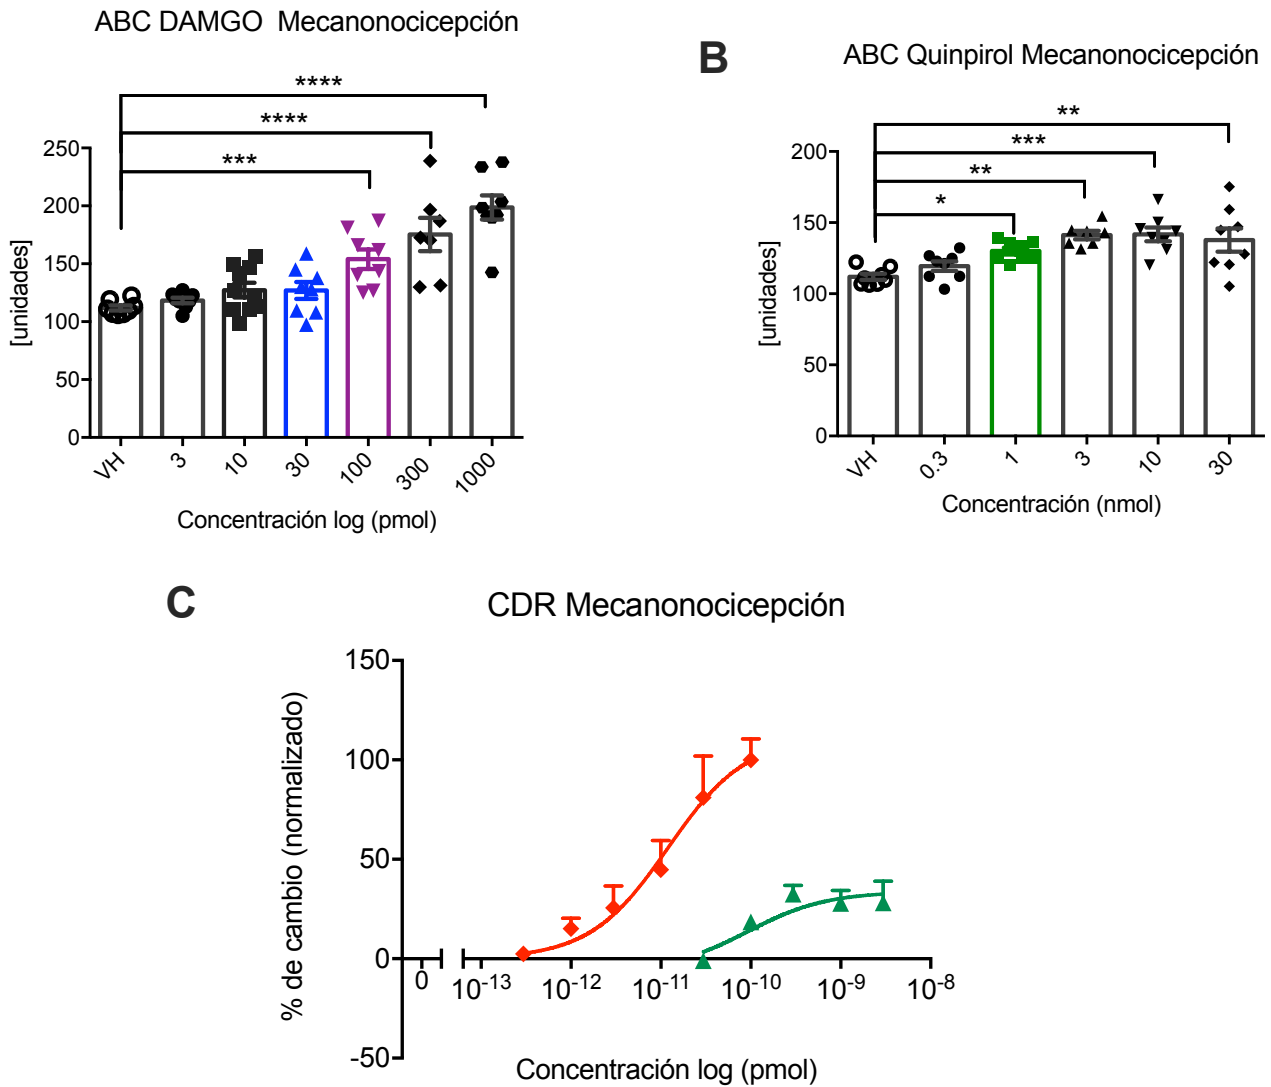 ABC DAMGO  Mecanonocicepción
****
****
***
250
200
150
100
50
0
[unidades]
VH
3
10
30
100
300
1000
Concentración log (pmol)
B
ABC Quinpirol Mecanonocicepción
**
***
**
*
200
150
100
50
0
[unidades]
VH
0.3
1
3
10
30
Concentración (nmol)
C
CDR Mecanonocicepción
150
100
50
0
-50
% de cambio (normalizado)
0 10-13 10-12 10-11 10-10 10-9 10-8
Concentración log (pmol)